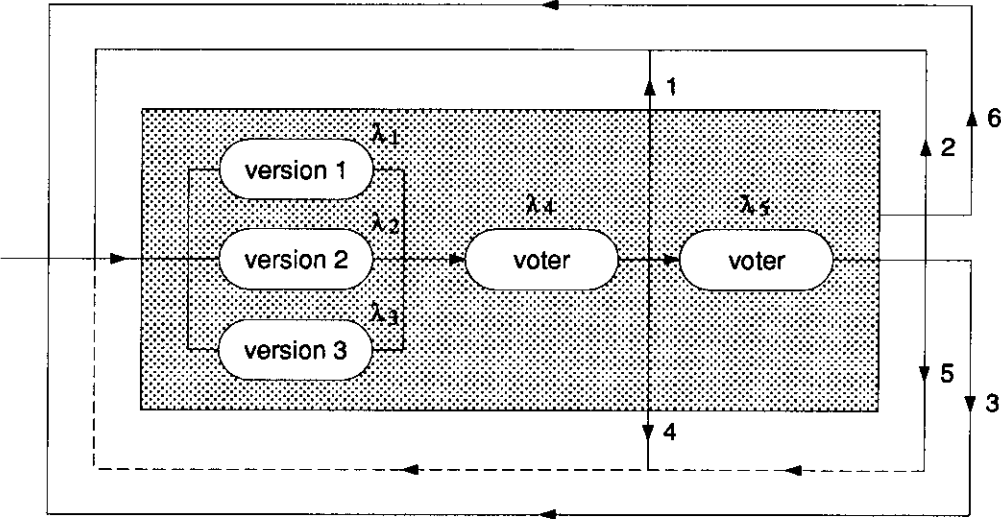 1
6
λ1
version 1
2
λ2
λ4
λ5
version 2
voter
voter
λ3
version 3
5
3
4